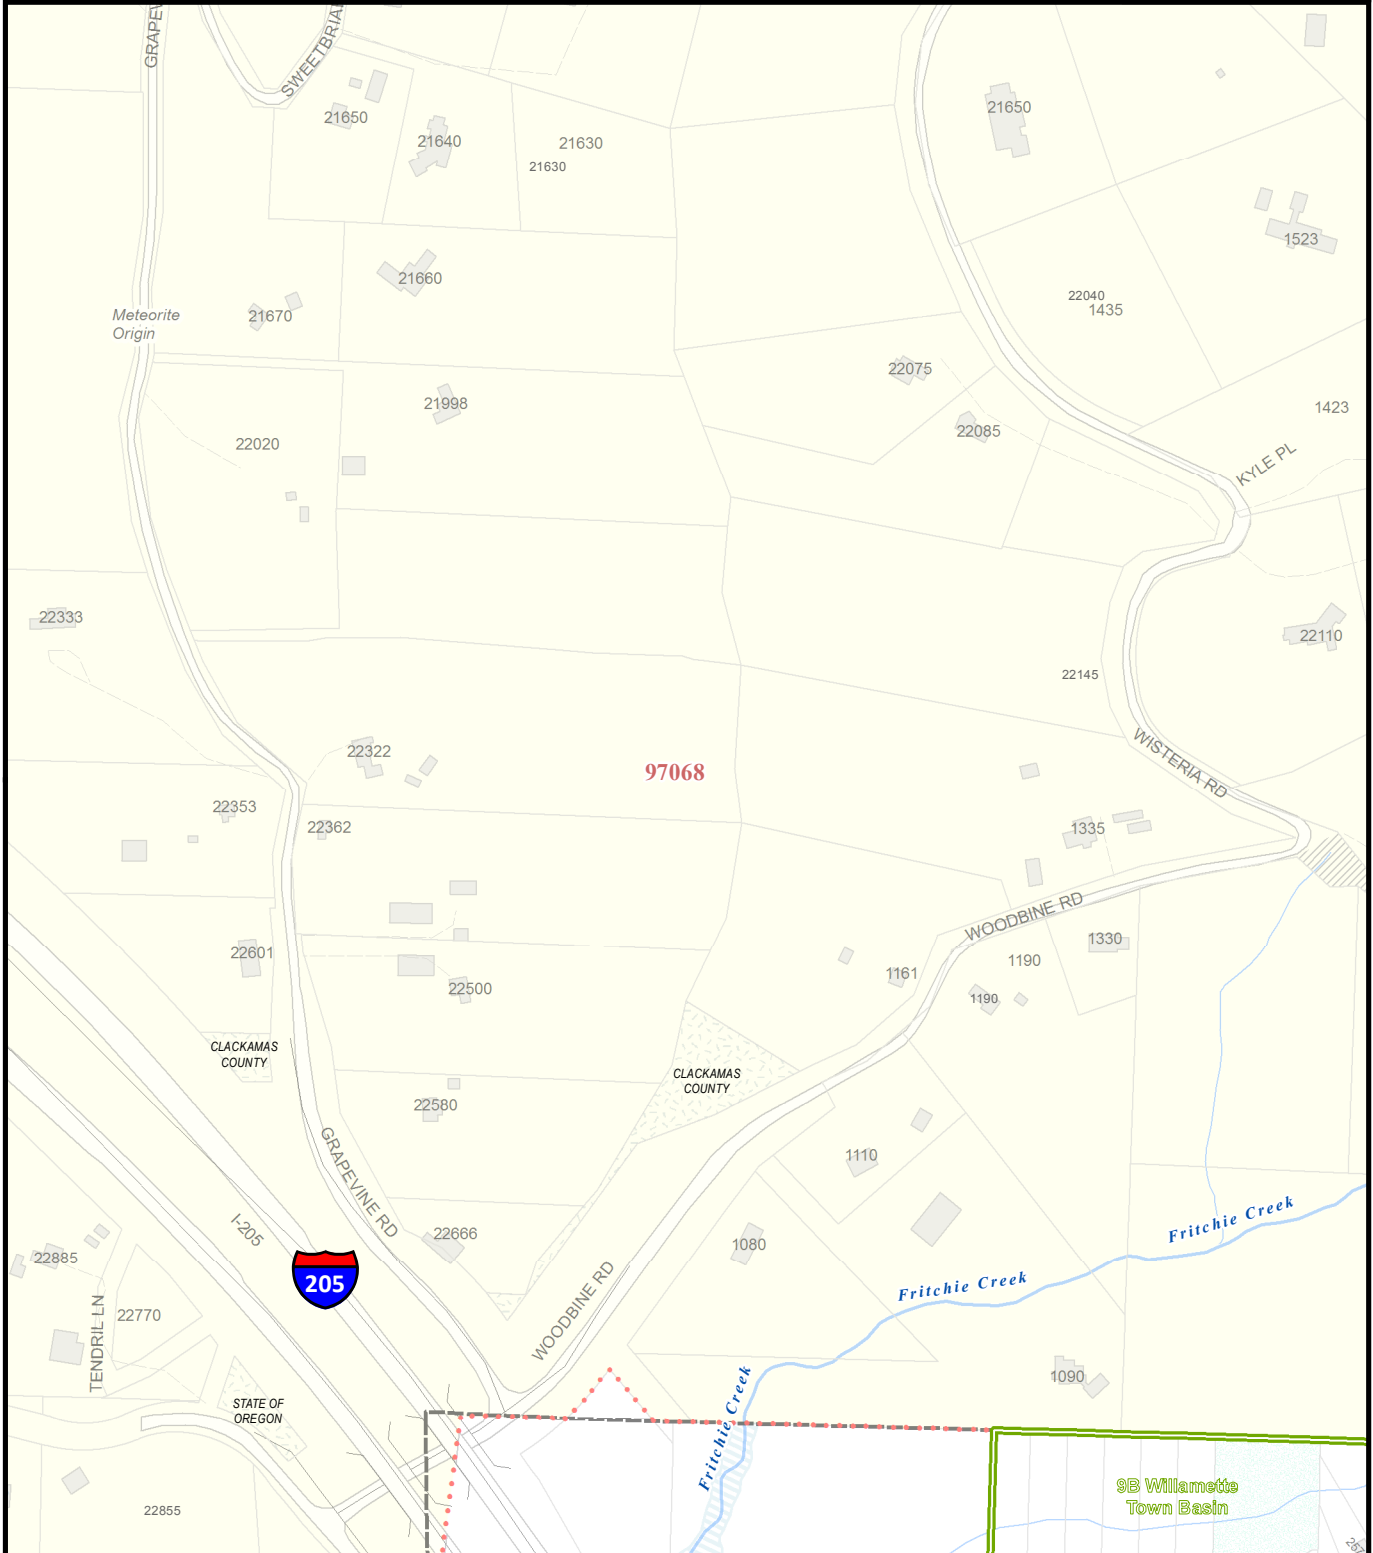 GRAPEV
SWEETBRIAR
21650
21640
21630
21630
21650
1523
21660
22040
1435
Meteorite
Origin
21670
22075
21998
1423
22085
22020
KYLE PL
22333
22110
22145
22322
97068
WISTERIA RD
22353
22362
1335
WOODBINE RD
22601
1330
1190
1161
22500
1190
CLACKAMAS
COUNTY
CLACKAMAS
COUNTY
22580
GRAPEVINE RD
1110
I-205
22666
Fritchie Creek
1080
22885
205
Fritchie Creek
22770
WOODBINE RD
TENDRIL LN
1090
STATE OF
OREGON
Fritchie Creek
9B Willamette
Town Basin
22855